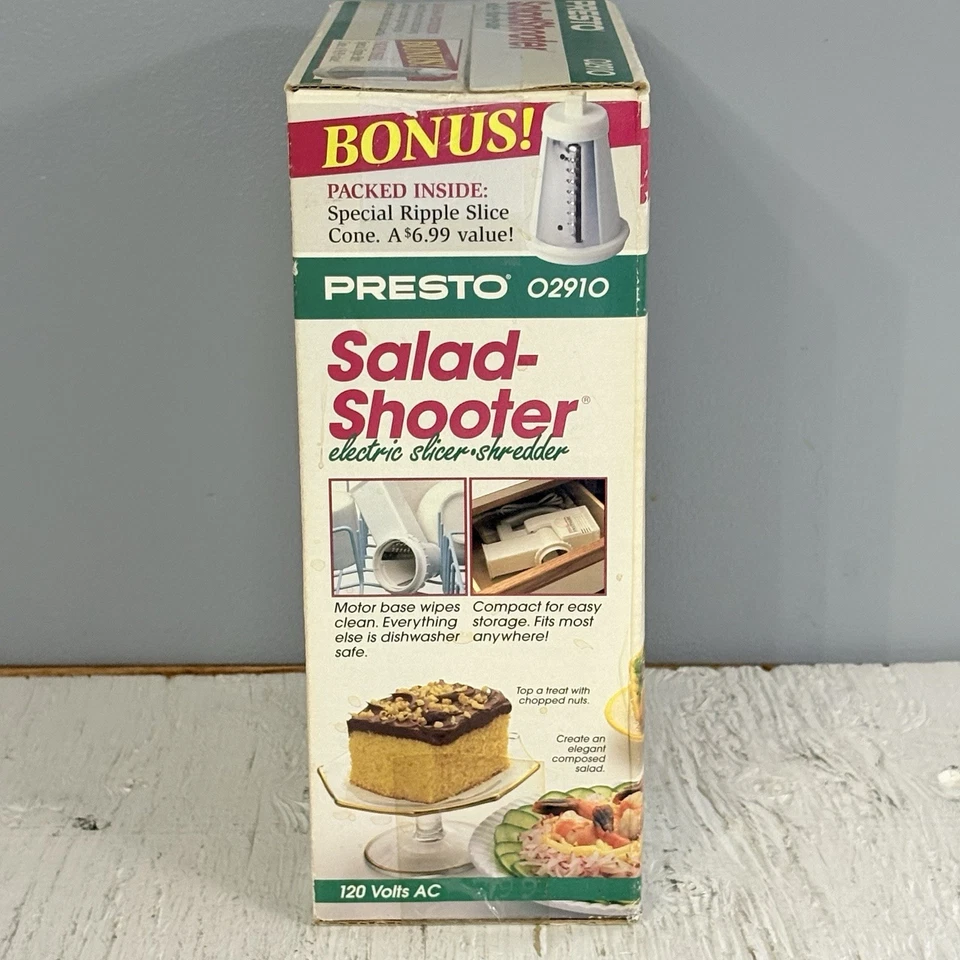 PRESTO
BONUS!
PACKED INSIDE:
Special Ripple Slice
Cone. A $6.99 value!
PRESTO® 02910
Salad-
Shooter®
electric slicer•shredder
Motor base wipes
clean. Everything
else is dishwasher
safe.
Compact for easy
storage. Fits most
anywhere!
Top a treat with
chopped nuts.
Create an
elegant
composed
salad.
120 Volts AC